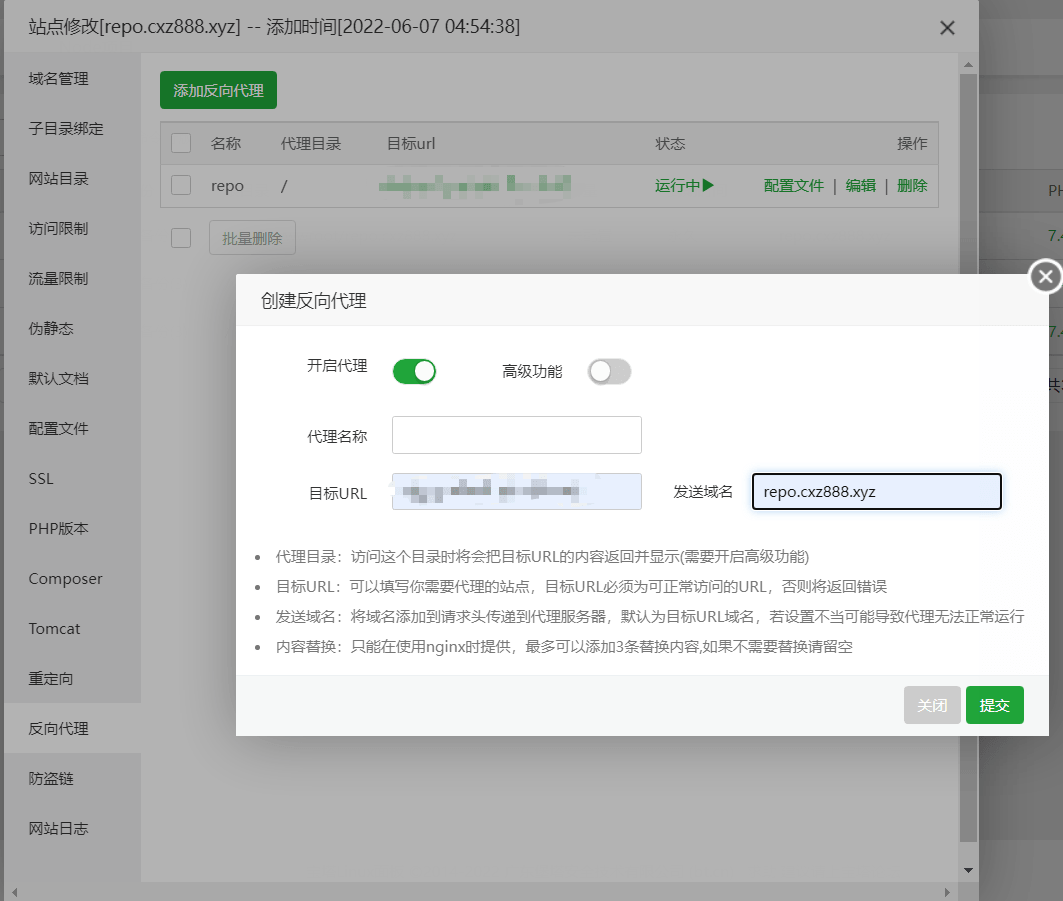 站点修改[repo.cxz888.xyz] -- 添加时间[2022-06-07 04:54:38]
域名管理
子目录绑定
网站目录
访问限制
流量限制
伪静态
默认文档
配置文件
SSL
PHP版本
Composer
Tomcat
重定向
反向代理
防盗链
网站日志
添加反向代理
名称 代理目录 目标url 状态 操作
repo / 运行中 配置文件 | 编辑 | 删除
批量删除
创建反向代理
开启代理 高级功能
代理名称
目标URL 发送域名 repo.cxz888.xyz
代理目录：访问这个目录时将会把目标URL的内容返回并显示(需要开启高级功能)
目标URL：可以填写你需要代理的站点，目标URL必须为可正常访问的URL，否则将返回错误
发送域名：将域名添加到请求头传递到代理服务器，默认为目标URL域名，若设置不当可能导致代理无法正常运行
内容替换：只能在使用nginx时提供，最多可以添加3条替换内容,如果不需要替换请留空
关闭 提交